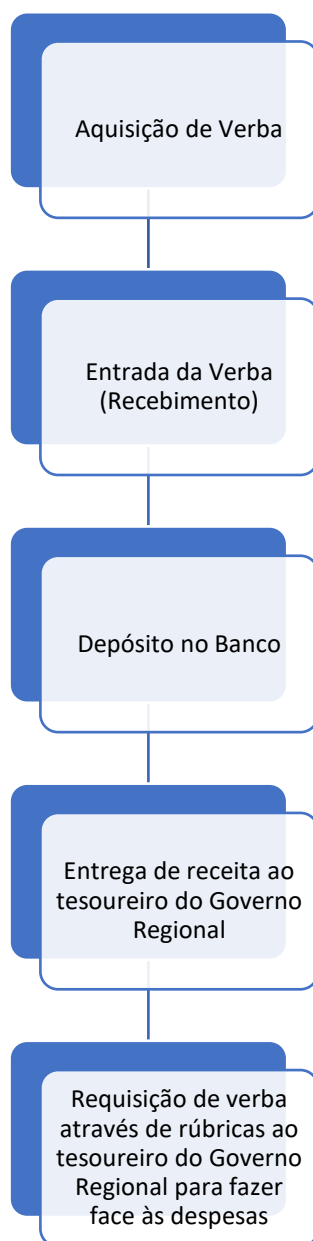 Aquisição de Verba
Entrada da Verba
(Recebimento)
Depósito no Banco
Entrega de receita ao
tesoureiro do Governo
Regional
Requisição de verba
através de rúbricas ao
tesoureiro do Governo
Regional para fazer
face às despesas